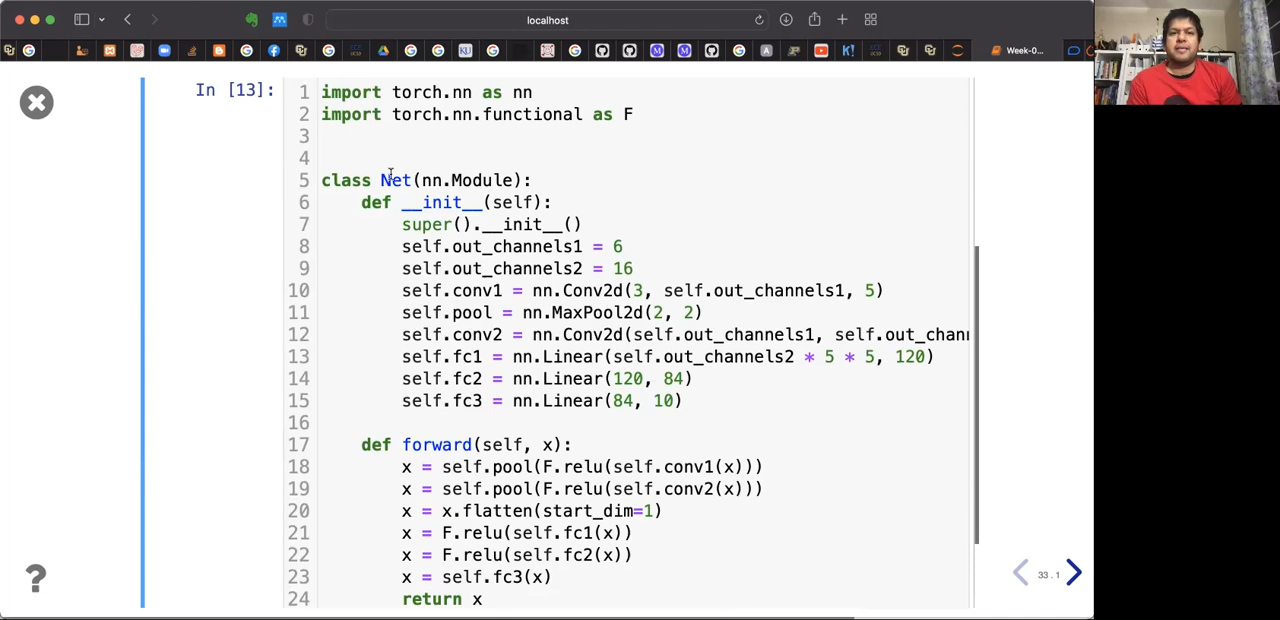 localhost
Week-0...
In [13]:
1 import torch.nn as nn
2 import torch.nn.functional as F
3
4
5 class Net(nn.Module):
6     def __init__(self):
7         super().__init__()
8         self.out_channels1 = 6
9         self.out_channels2 = 16
10         self.conv1 = nn.Conv2d(3, self.out_channels1, 5)
11         self.pool = nn.MaxPool2d(2, 2)
12         self.conv2 = nn.Conv2d(self.out_channels1, self.out_chan
13         self.fc1 = nn.Linear(self.out_channels2 * 5 * 5, 120)
14         self.fc2 = nn.Linear(120, 84)
15         self.fc3 = nn.Linear(84, 10)
16
17     def forward(self, x):
18         x = self.pool(F.relu(self.conv1(x)))
19         x = self.pool(F.relu(self.conv2(x)))
20         x = x.flatten(start_dim=1)
21         x = F.relu(self.fc1(x))
22         x = F.relu(self.fc2(x))
23         x = self.fc3(x)
24         return x
?
33.1